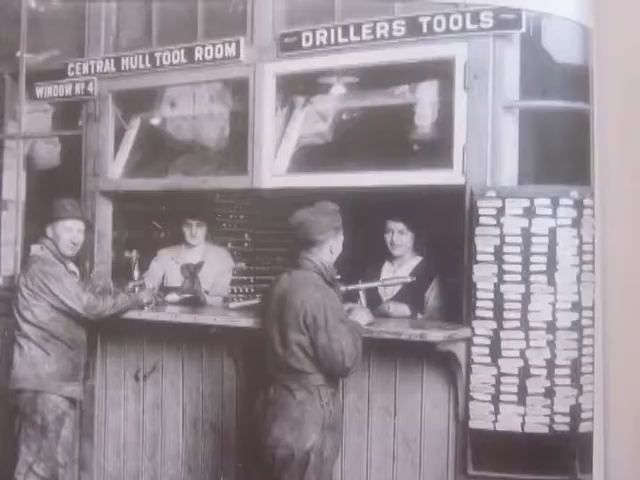 CENTRAL HULL TOOL ROOM
DRILLERS TOOLS
WINDOW No 4